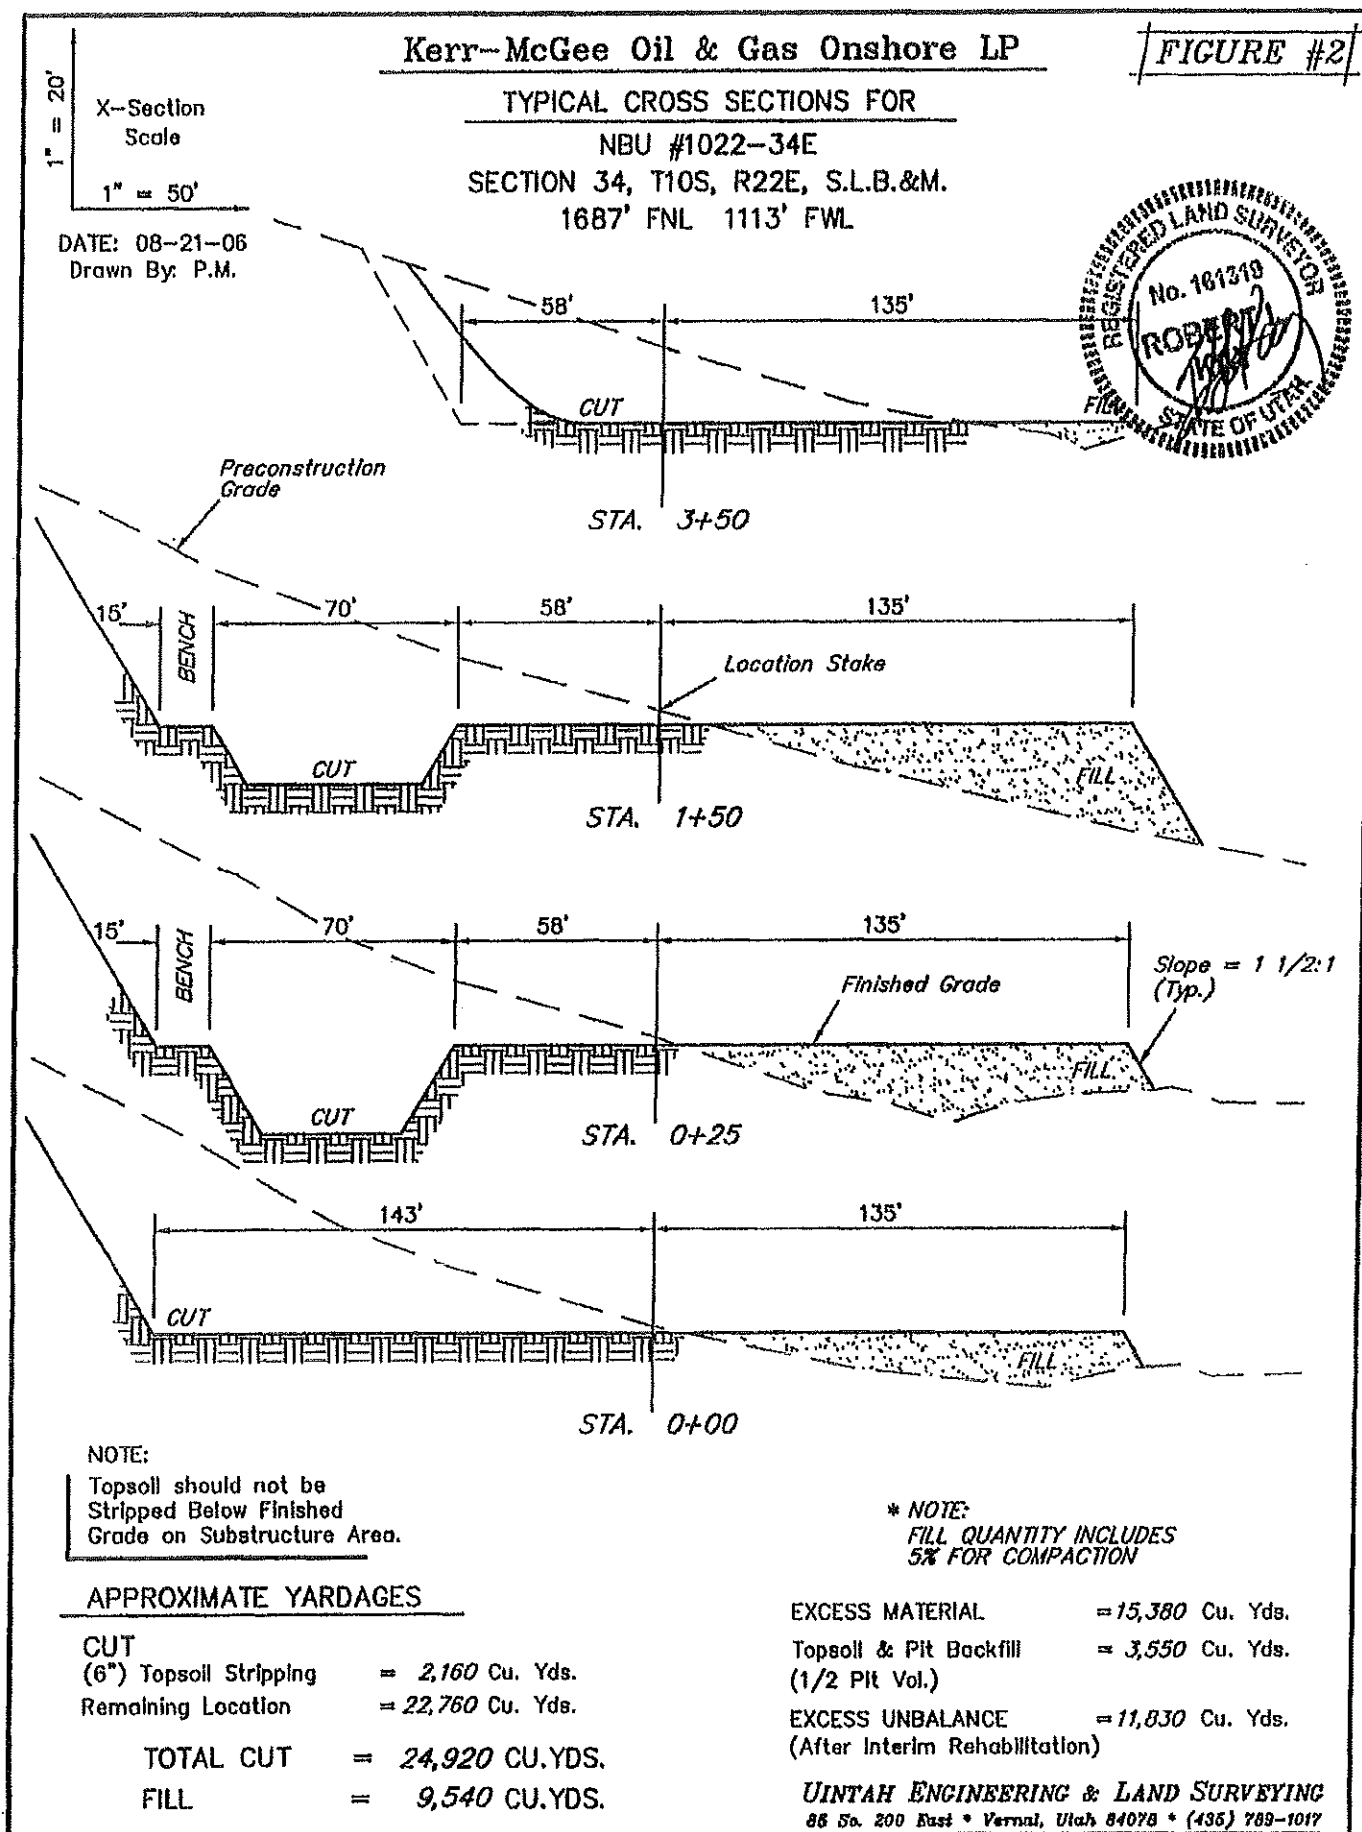 Kerr-McGee Oil & Gas Onshore LP
FIGURE #2
TYPICAL CROSS SECTIONS FOR
NBU #1022-34E
SECTION 34, T10S, R22E, S.L.B.&M.
1687' FNL 1113' FWL
1" = 20'
X-Section
Scale
1" = 50'
DATE: 08-21-06
Drawn By: P.M.
REGISTERED LAND SURVEYOR
No. 161319
ROBERT
STATE OF UTAH
58'
135'
CUT
FILL
STA. 3+50
Preconstruction
Grade
15'
BENCH
70'
58'
135'
Location Stake
CUT
FILL
STA. 1+50
15'
BENCH
70'
58'
135'
Finished Grade
Slope = 1 1/2:1
(Typ.)
CUT
FILL
STA. 0+25
143'
135'
CUT
FILL
STA. 0+00
NOTE:
Topsoil should not be
Stripped Below Finished
Grade on Substructure Area.
* NOTE:
FILL QUANTITY INCLUDES
5% FOR COMPACTION
APPROXIMATE YARDAGES
CUT
(6") Topsoil Stripping = 2,160 Cu. Yds.
Remaining Location = 22,760 Cu. Yds.
TOTAL CUT = 24,920 CU.YDS.
FILL = 9,540 CU.YDS.
EXCESS MATERIAL = 15,380 Cu. Yds.
Topsoil & Pit Backfill = 3,550 Cu. Yds.
(1/2 Pit Vol.)
EXCESS UNBALANCE = 11,830 Cu. Yds.
(After Interim Rehabilitation)
UINTAH ENGINEERING & LAND SURVEYING
85 So. 200 East * Vernal, Utah 84078 * (435) 789-1017